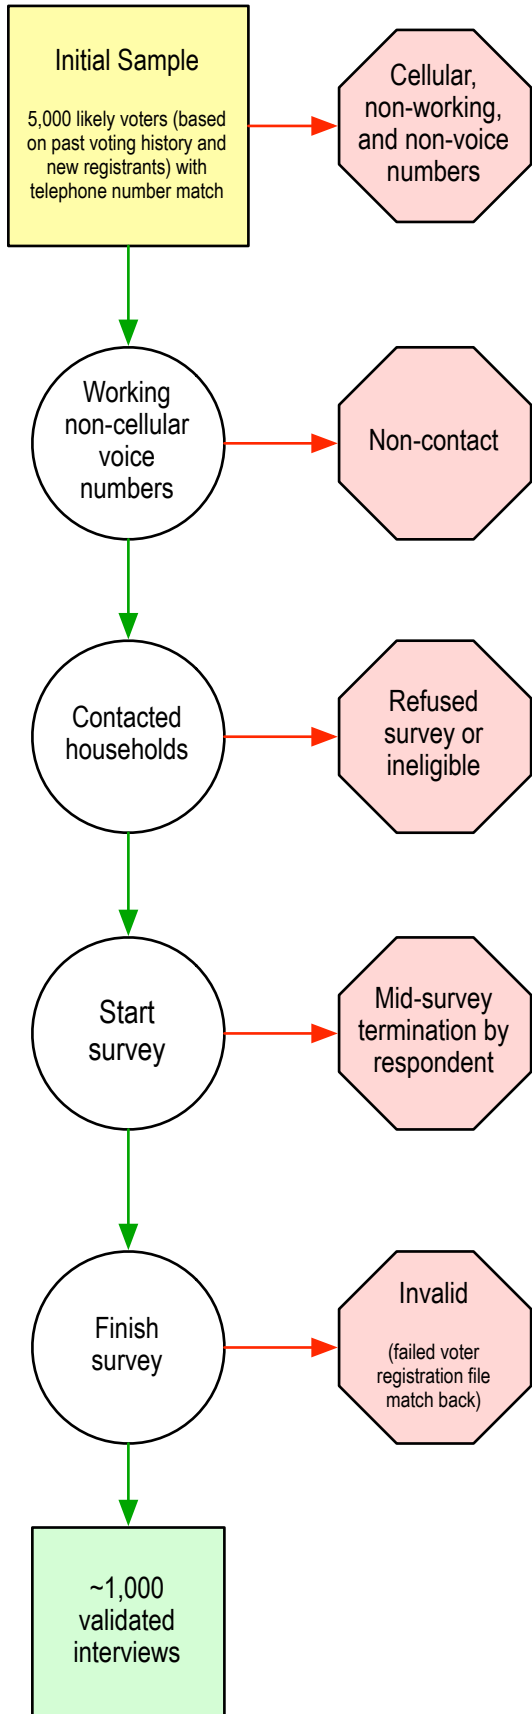 Initial Sample
5,000 likely voters (based
on past voting history and
new registrants) with
telephone number match
Cellular,
non-working,
and non-voice
numbers
Working
non-cellular
voice
numbers
Non-contact
Contacted
households
Refused
survey or
ineligible
Start
survey
Mid-survey
termination by
respondent
Finish
survey
Invalid
(failed voter
registration file
match back)
~1,000
validated
interviews